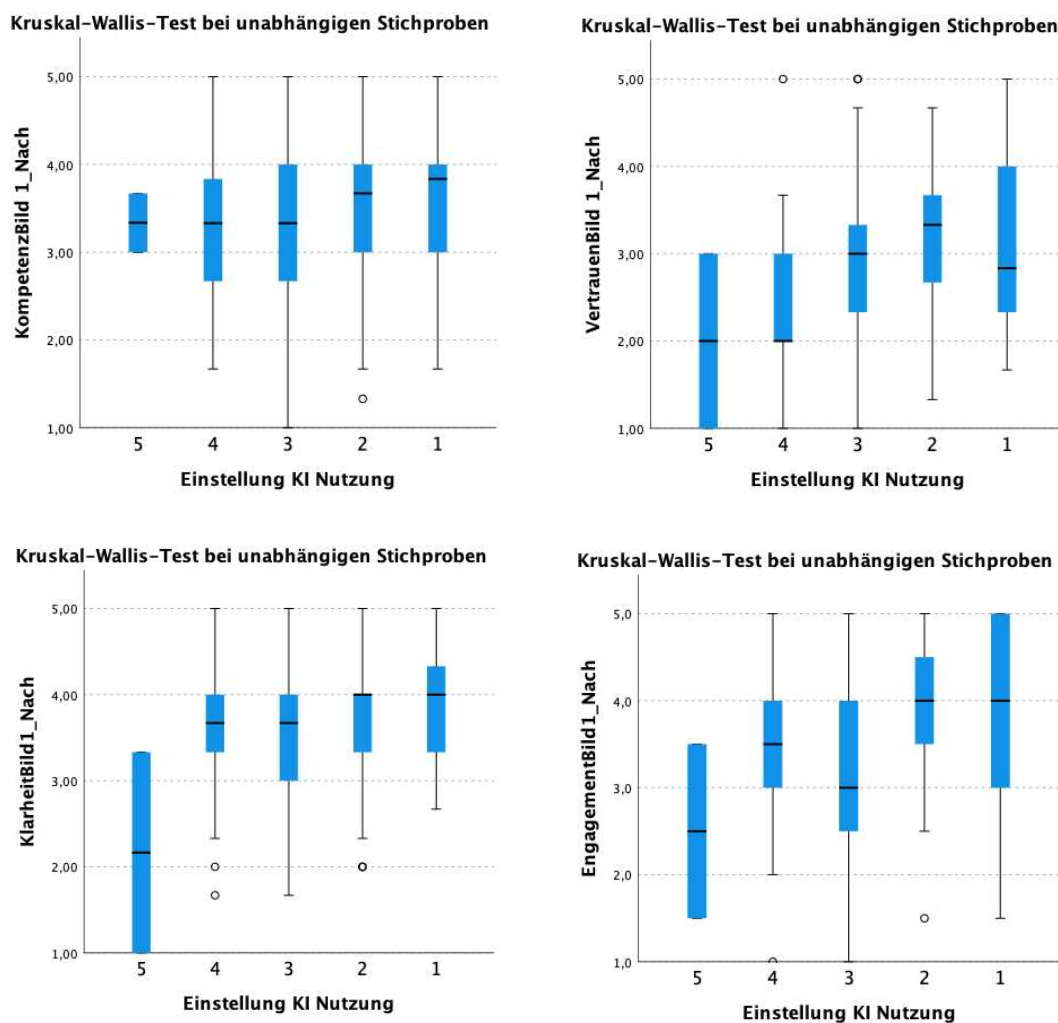 Kruskal-Wallis-Test bei unabhängigen Stichproben
KompetenzBild 1_Nach
5,00
4,00
3,00
2,00
1,00
5 4 3 2 1
Einstellung KI Nutzung
Kruskal-Wallis-Test bei unabhängigen Stichproben
VertrauenBild 1_Nach
5,00
4,00
3,00
2,00
1,00
5 4 3 2 1
Einstellung KI Nutzung
Kruskal-Wallis-Test bei unabhängigen Stichproben
KlarheitBild1_Nach
5,00
4,00
3,00
2,00
1,00
5 4 3 2 1
Einstellung KI Nutzung
Kruskal-Wallis-Test bei unabhängigen Stichproben
EngagementBild1_Nach
5,0
4,0
3,0
2,0
1,0
5 4 3 2 1
Einstellung KI Nutzung